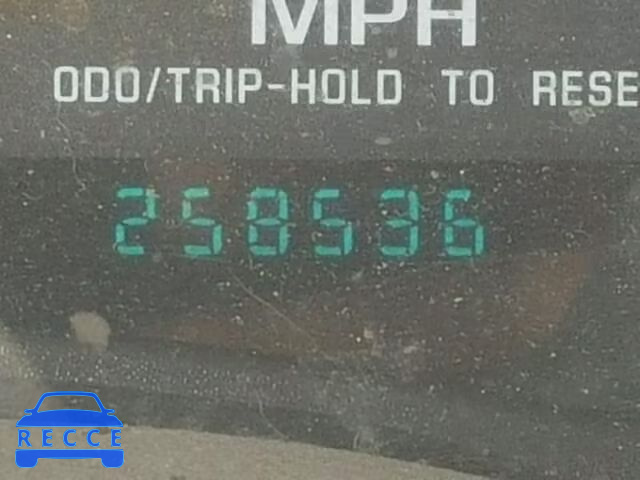 MPH
ODO/TRIP-HOLD TO RESE
258536
RECCE